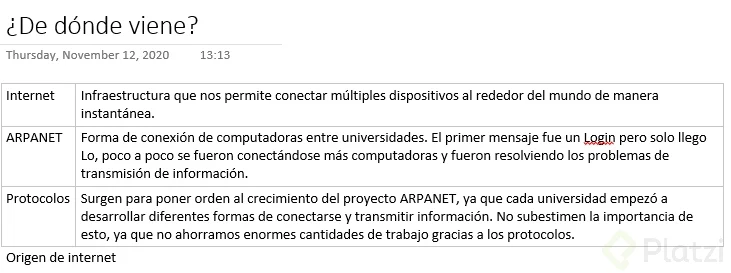 ¿De dónde viene?
Thursday, November 12, 2020 13:13
Internet Infraestructura que nos permite conectar múltiples dispositivos al rededor del mundo de manera
instantánea.
ARPANET Forma de conexión de computadoras entre universidades. El primer mensaje fue un Login pero solo llego
Lo, poco a poco se fueron conectándose más computadoras y fueron resolviendo los problemas de
transmisión de información.
Protocolos Surgen para poner orden al crecimiento del proyecto ARPANET, ya que cada universidad empezó a
desarrollar diferentes formas de conectarse y transmitir información. No subestimen la importancia de
esto, ya que no ahorramos enormes cantidades de trabajo gracias a los protocolos.
Origen de internet
Platzi